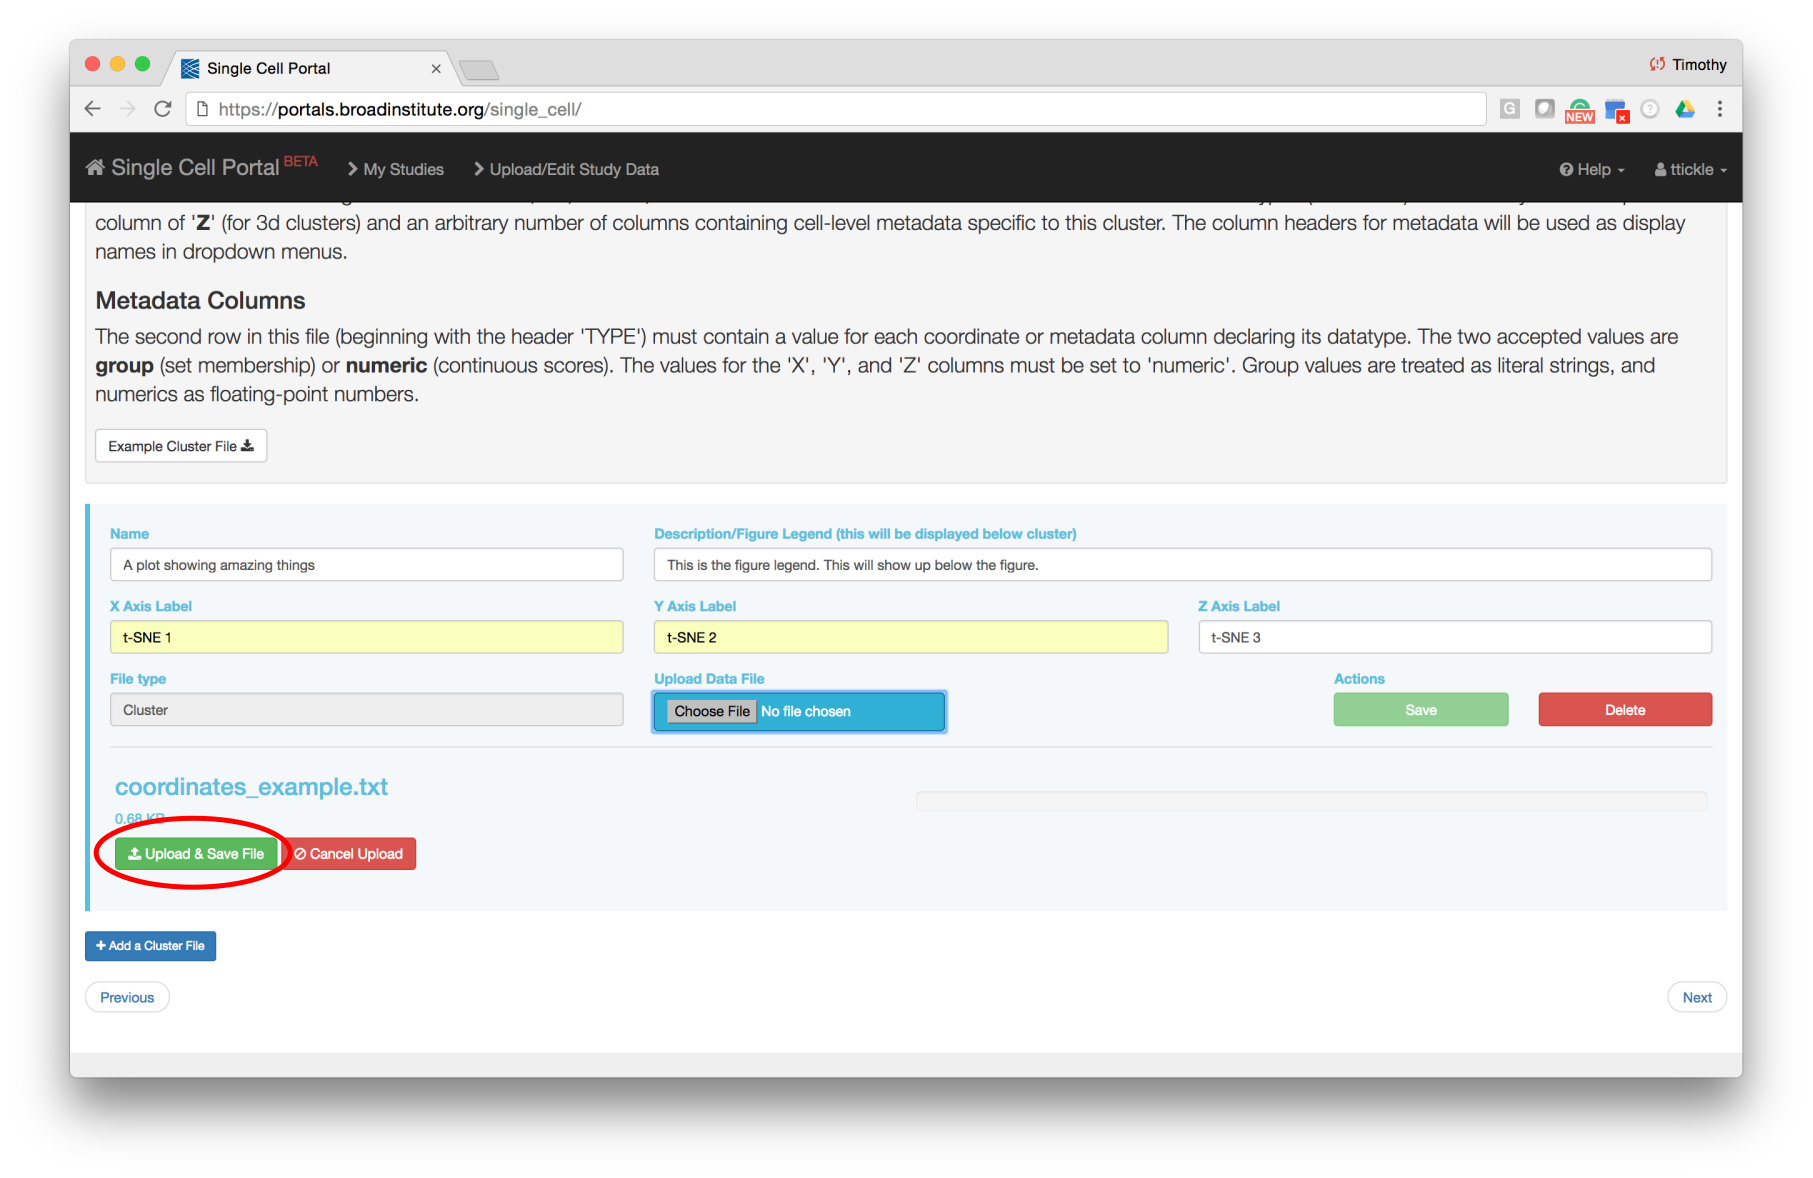 Single Cell Portal
Timothy
https://portals.broadinstitute.org/single_cell/
G
NEW
Single Cell Portal BETA
My Studies
Upload/Edit Study Data
Help
ttickle
column of 'Z' (for 3d clusters) and an arbitrary number of columns containing cell-level metadata specific to this cluster. The column headers for metadata will be used as display
names in dropdown menus.
Metadata Columns
The second row in this file (beginning with the header 'TYPE') must contain a value for each coordinate or metadata column declaring its datatype. The two accepted values are
group (set membership) or numeric (continuous scores). The values for the 'X', 'Y', and 'Z' columns must be set to 'numeric'. Group values are treated as literal strings, and
numerics as floating-point numbers.
Example Cluster File
Name
Description/Figure Legend (this will be displayed below cluster)
A plot showing amazing things
This is the figure legend. This will show up below the figure.
X Axis Label
Y Axis Label
Z Axis Label
t-SNE 1
t-SNE 2
t-SNE 3
File type
Upload Data File
Actions
Cluster
Choose File No file chosen
Save
Delete
coordinates_example.txt
0.68 KB
Upload & Save File
Cancel Upload
+ Add a Cluster File
Previous
Next